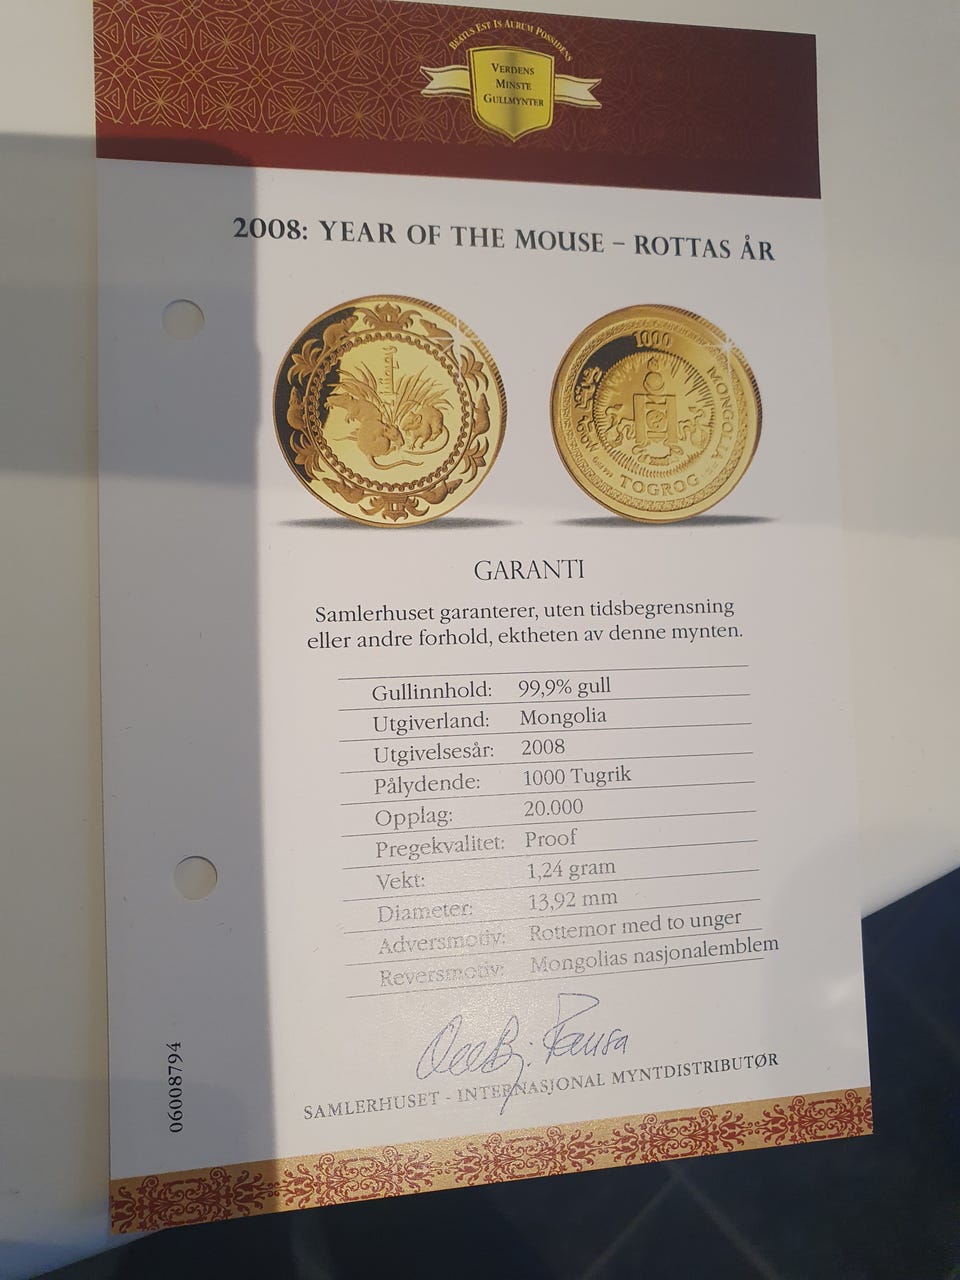 BEATUS EST IS AURUM POSSIDENS
VERDENS
MINSTE
GULLMYNTER
2008: YEAR OF THE MOUSE – ROTTAS ÅR
1000
MONGOLIA
TOGROG
GARANTI
Samlerhuset garanterer, uten tidsbegrensning
eller andre forhold, ektheten av denne mynten.
Gullinnhold: 99,9% gull
Utgiverland: Mongolia
Utgivelsesår: 2008
Pålydende: 1000 Tugrik
Opplag: 20.000
Pregekvalitet: Proof
Vekt: 1,24 gram
Diameter: 13,92 mm
Adversmotiv: Rottemor med to unger
Reversmotiv: Mongolias nasjonalemblem
SAMLERHUSET - INTERNASJONAL MYNTDISTRIBUTØR
06008794